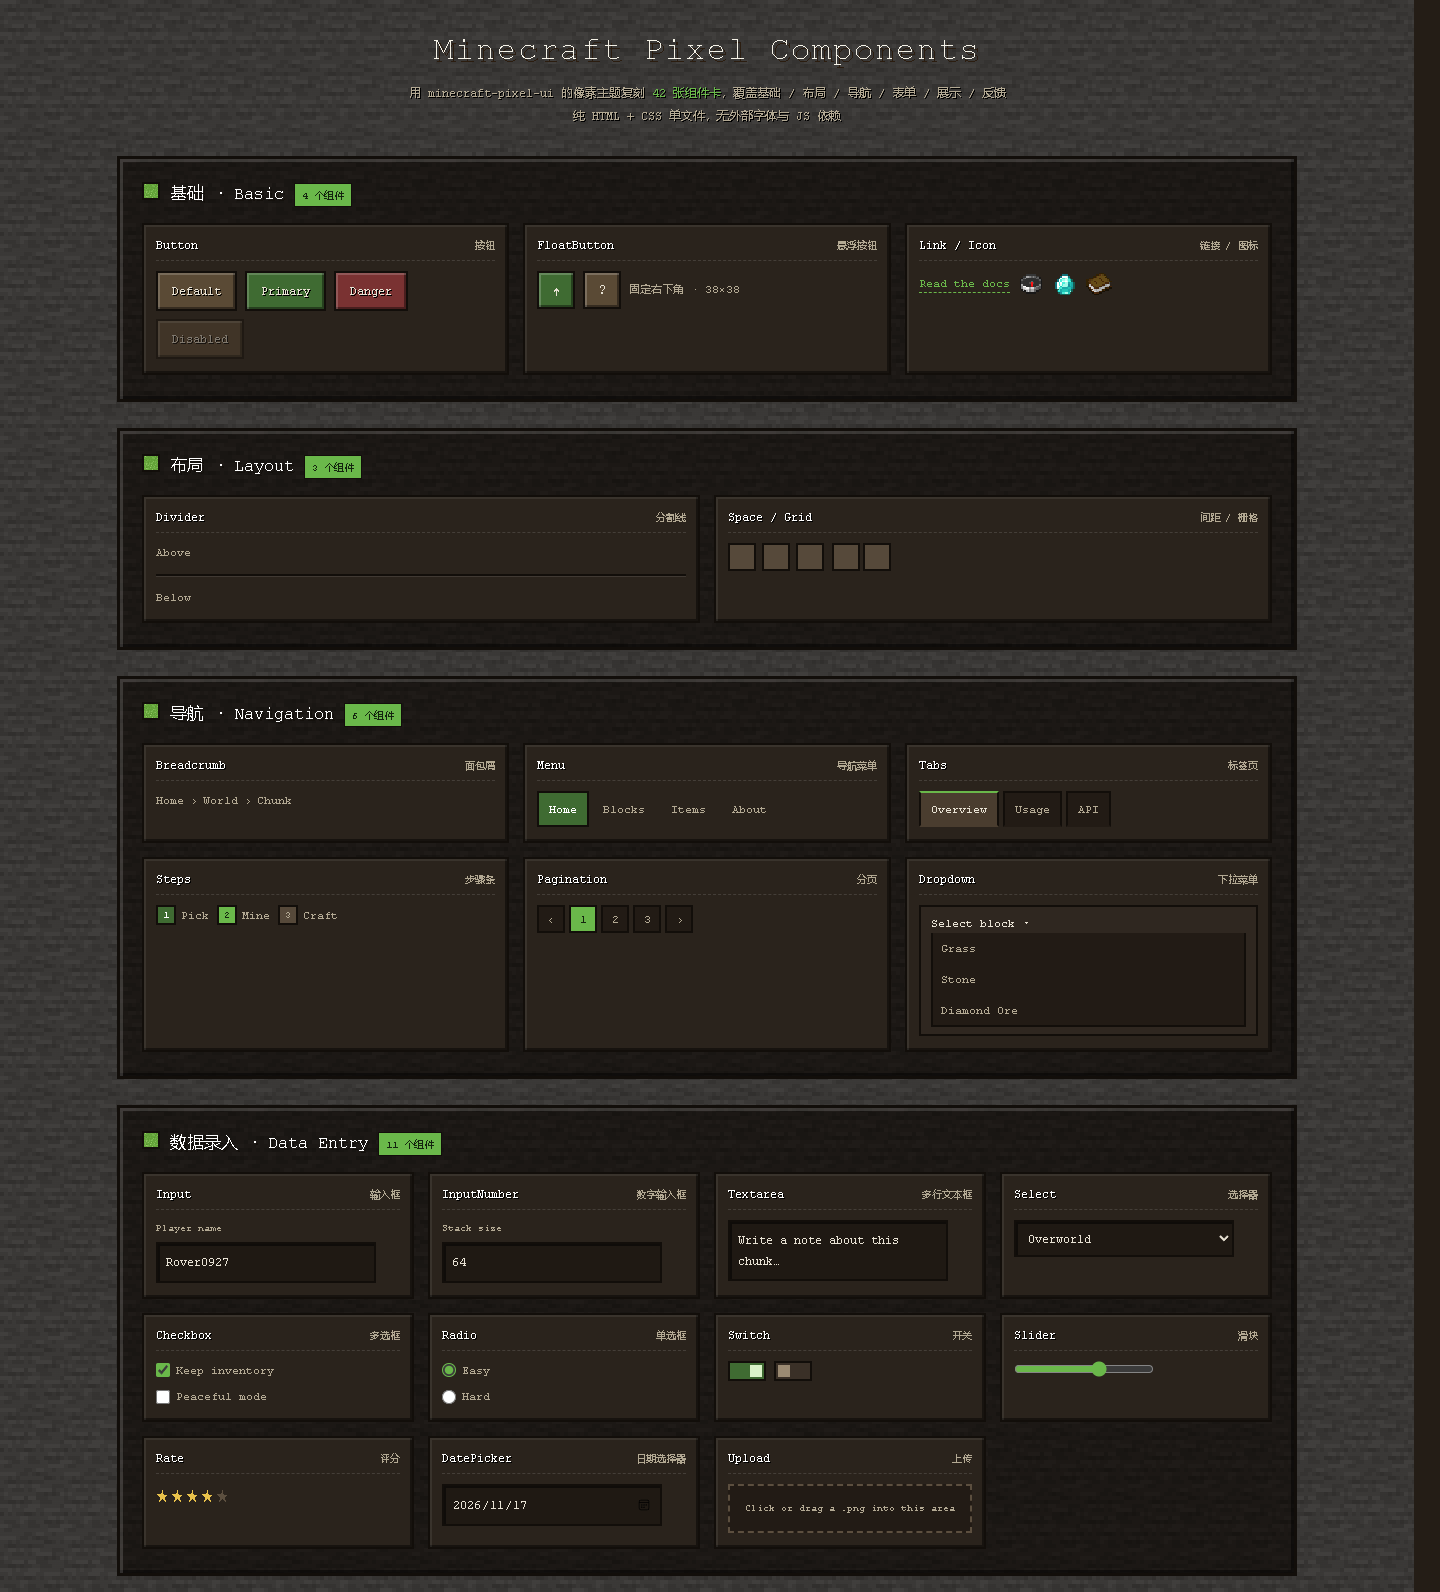 Minecraft Pixel Components
用 minecraft-pixel-ui 的像素主题复刻 42 张组件卡, 覆盖基础 / 布局 / 导航 / 表单 / 展示 / 反馈
纯 HTML + CSS 单文件, 无外部字体与 JS 依赖
基础 · Basic 4 个组件
Button 按钮
Default Primary Danger
Disabled
FloatButton 悬浮按钮
↑ ? 固定右下角 · 38×38
Link / Icon 链接 / 图标
Read the docs
布局 · Layout 3 个组件
Divider 分割线
Above
Below
Space / Grid 间距 / 栅格
导航 · Navigation 6 个组件
Breadcrumb 面包屑
Home › World › Chunk
Menu 导航菜单
Home Blocks Items About
Tabs 标签页
Overview Usage API
Steps 步骤条
1 Pick 2 Mine 3 Craft
Pagination 分页
‹ 1 2 3 ›
Dropdown 下拉菜单
Select block ▾
Grass
Stone
Diamond Ore
数据录入 · Data Entry 11 个组件
Input 输入框
Player name
Rover0927
InputNumber 数字输入框
Stack size
64
Textarea 多行文本框
Write a note about this
chunk…
Select 选择器
Overworld
Checkbox 多选框
Keep inventory
Peaceful mode
Radio 单选框
Easy
Hard
Switch 开关
Slider 滑块
Rate 评分
★★★★★
DatePicker 日期选择器
2026/11/17
Upload 上传
Click or drag a .png into this area